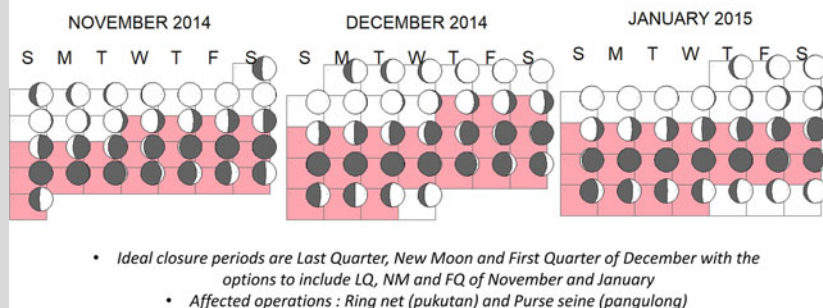 NOVEMBER 2014
S M T W T F S
DECEMBER 2014
S M T W T F S
JANUARY 2015
S M T W T F S
• Ideal closure periods are Last Quarter, New Moon and First Quarter of December with the
options to include LQ, NM and FQ of November and January
• Affected operations : Ring net (pukutan) and Purse seine (pangulong)